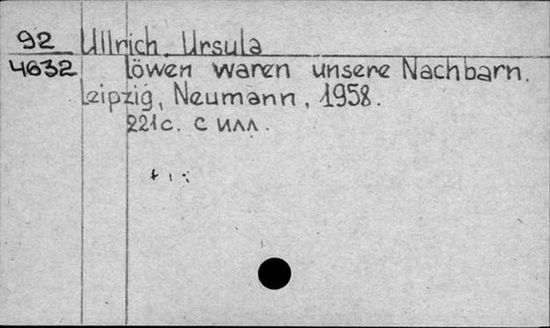 92 Ullrich, Ursula
4632 Löwen waren unsere Nachbarn.
Leipzig, Neumann, 1958.
221 с. с илл.